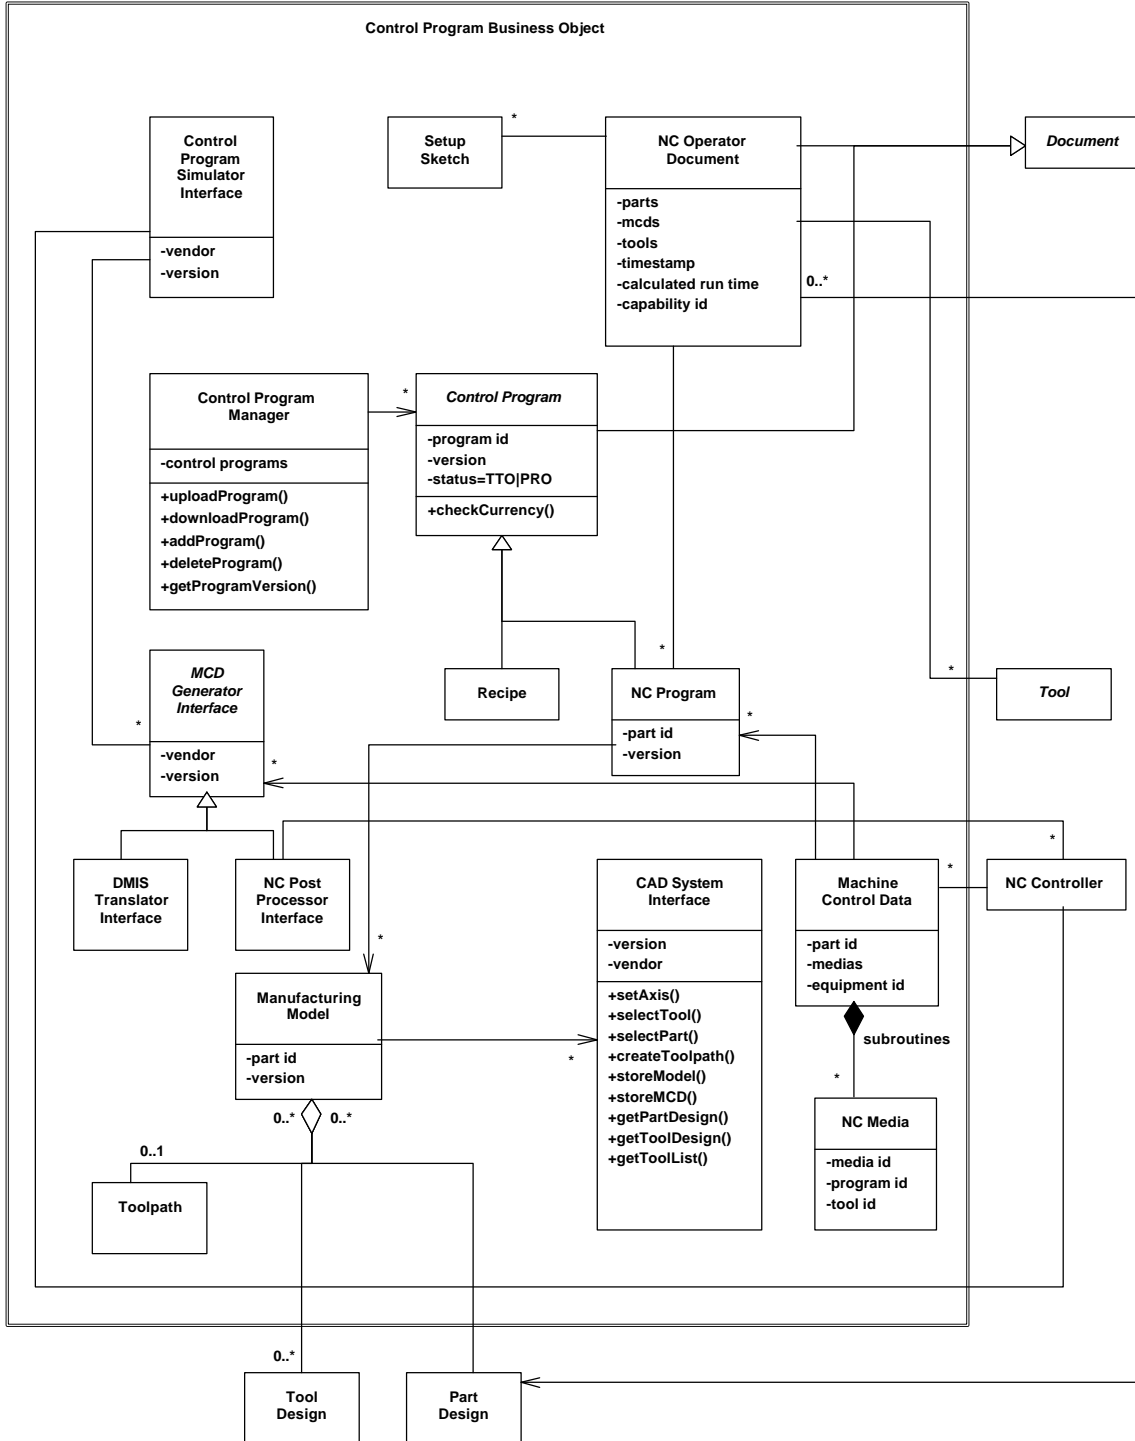 Control Program Business Object
Control
Program
Simulator
Interface
-vendor
-version
*
Setup
Sketch
NC Operator
Document
-parts
-mcds
-tools
-timestamp
-calculated run time
-capability id
0..*
Document
Control Program
Manager
-control programs
+uploadProgram()
+downloadProgram()
+addProgram()
+deleteProgram()
+getProgramVersion()
*
Control Program
-program id
-version
-status=TTO|PRO
+checkCurrency()
MCD
Generator
Interface
-vendor
-version
*
*
Recipe
*
NC Program
-part id
-version
*
*
Tool
DMIS
Translator
Interface
NC Post
Processor
Interface
*
CAD System
Interface
-version
-vendor
+setAxis()
+selectTool()
+selectPart()
+createToolpath()
+storeModel()
+storeMCD()
+getPartDesign()
+getToolDesign()
+getToolList()
Machine
Control Data
-part id
-medias
-equipment id
*
*
NC Controller
Manufacturing
Model
-part id
-version
*
subroutines
*
NC Media
-media id
-program id
-tool id
0..*
0..*
0..1
Toolpath
0..*
Tool
Design
Part
Design